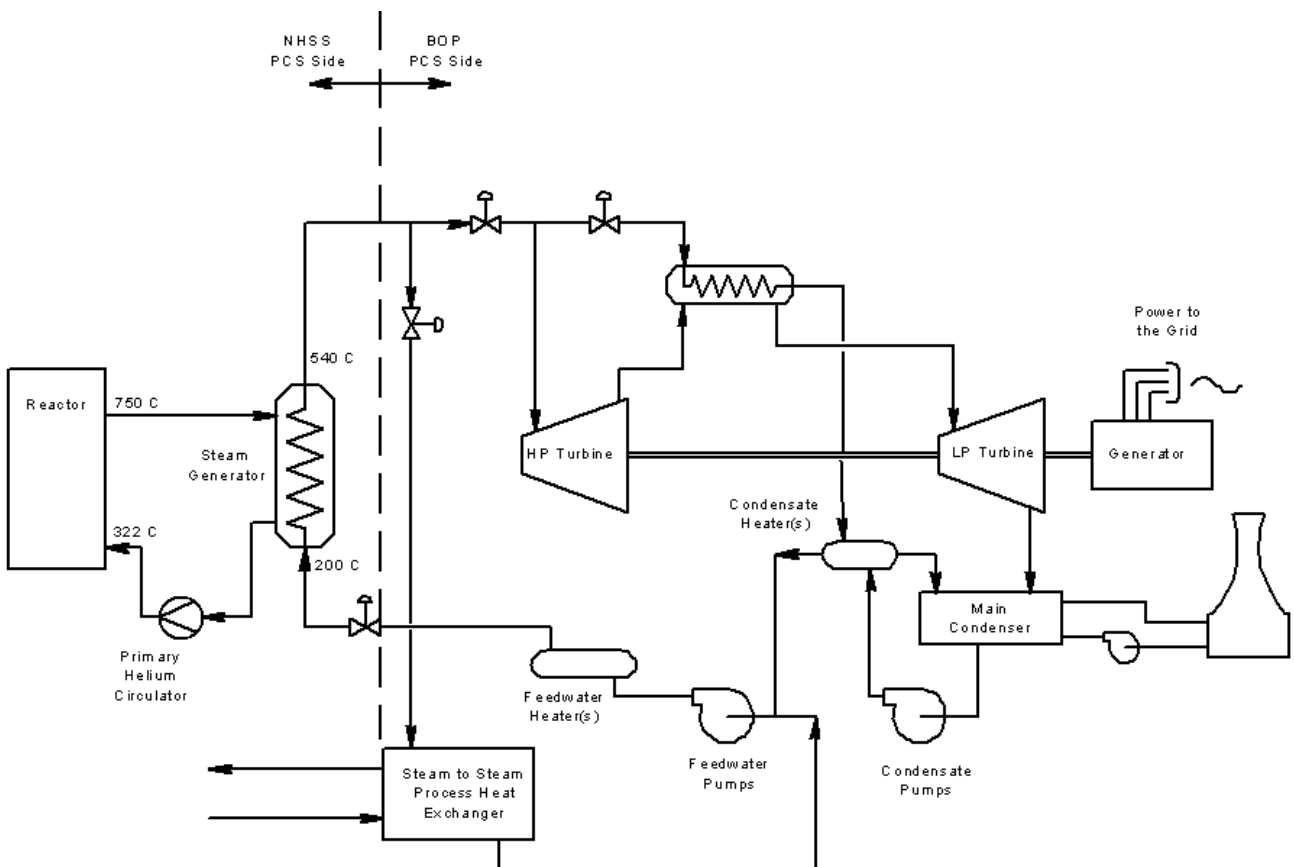 NHSS
PCS Side
BOP
PCS Side
540 C
Power to
the Grid
Reactor
750 C
Steam
Generator
HP Turbine
LP Turbine
Generator
Condensate
Heater(s)
322 C
200 C
Main
Condenser
Primary
Helium
Circulator
Feedwater
Heater(s)
Feedwater
Pumps
Condensate
Pumps
Steam to Steam
Process Heat
Exchanger